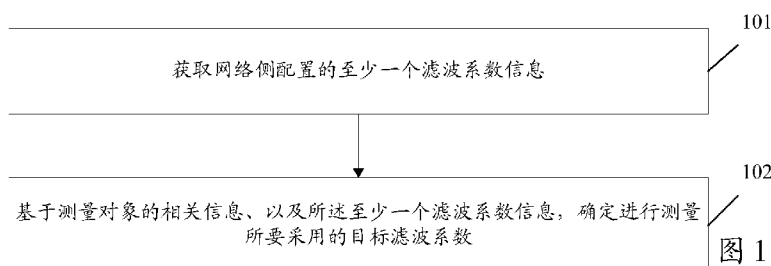 101
获取网络侧配置的至少一个滤波系数信息
102
基于测量对象的相关信息、以及所述至少一个滤波系数信息，确定进行测量
所要采用的目标滤波系数
图1